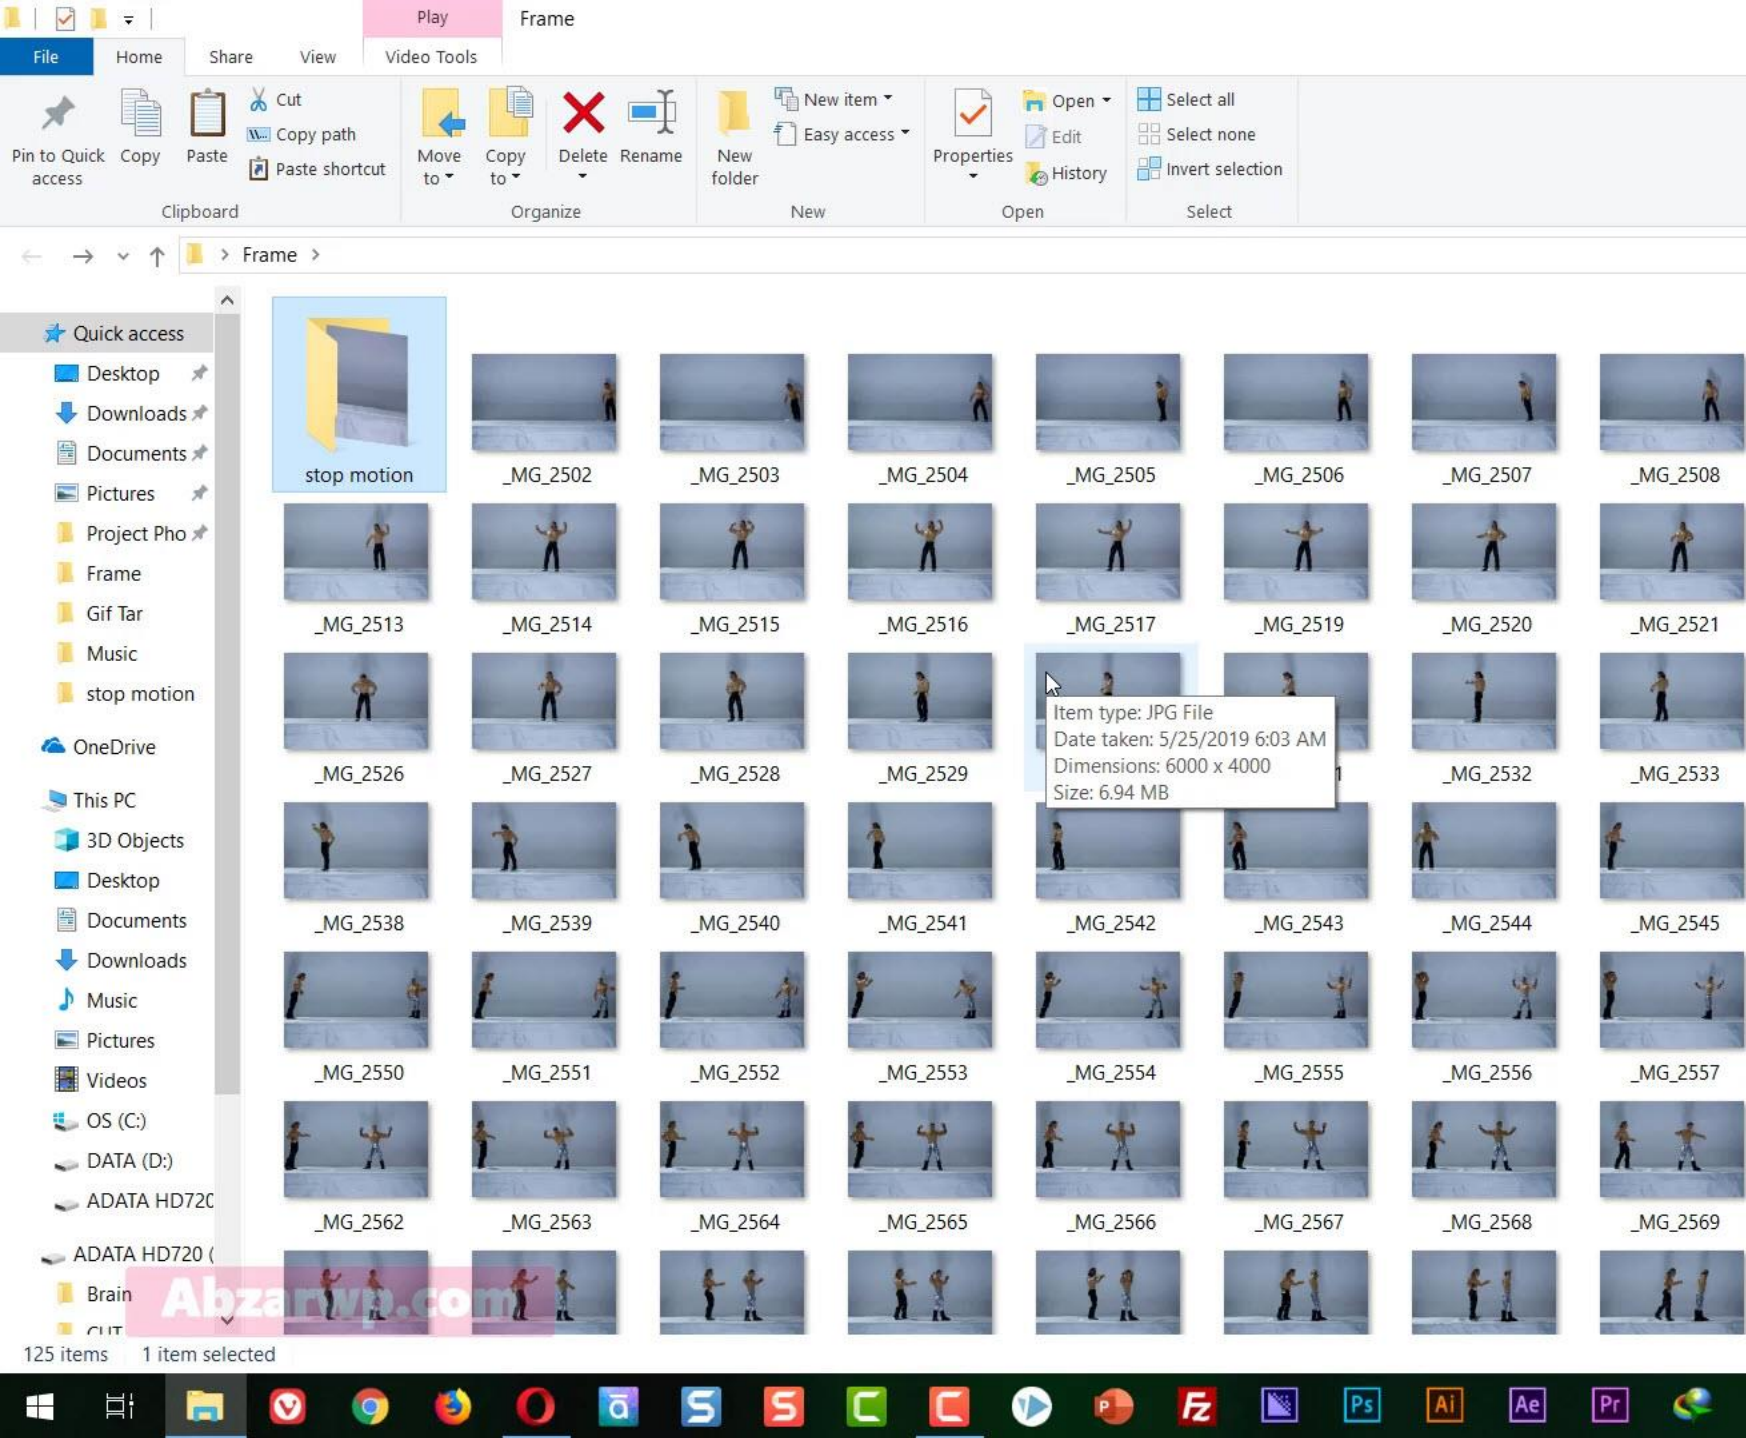 Play
Frame
File
Home
Share
View
Video Tools
Pin to Quick access
Copy
Paste
Cut
Copy path
Paste shortcut
Clipboard
Move to
Copy to
Delete
Rename
Organize
New folder
New item
Easy access
New
Properties
Open
Edit
History
Open
Select all
Select none
Invert selection
Select
Frame
Quick access
Desktop
Downloads
Documents
Pictures
Project Pho
Frame
Gif Tar
Music
stop motion
OneDrive
This PC
3D Objects
Desktop
Documents
Downloads
Music
Pictures
Videos
OS (C:)
DATA (D:)
ADATA HD720
ADATA HD720 (
Brain
CUT
stop motion
_MG_2502
_MG_2503
_MG_2504
_MG_2505
_MG_2506
_MG_2507
_MG_2508
_MG_2513
_MG_2514
_MG_2515
_MG_2516
_MG_2517
_MG_2519
_MG_2520
_MG_2521
_MG_2526
_MG_2527
_MG_2528
_MG_2529
1
_MG_2532
_MG_2533
Item type: JPG File
Date taken: 5/25/2019 6:03 AM
Dimensions: 6000 x 4000
Size: 6.94 MB
_MG_2538
_MG_2539
_MG_2540
_MG_2541
_MG_2542
_MG_2543
_MG_2544
_MG_2545
_MG_2550
_MG_2551
_MG_2552
_MG_2553
_MG_2554
_MG_2555
_MG_2556
_MG_2557
_MG_2562
_MG_2563
_MG_2564
_MG_2565
_MG_2566
_MG_2567
_MG_2568
_MG_2569
Abzarwp.com
125 items
1 item selected
ā
S
S
C
C
P
Fz
Ps
Ai
Ae
Pr